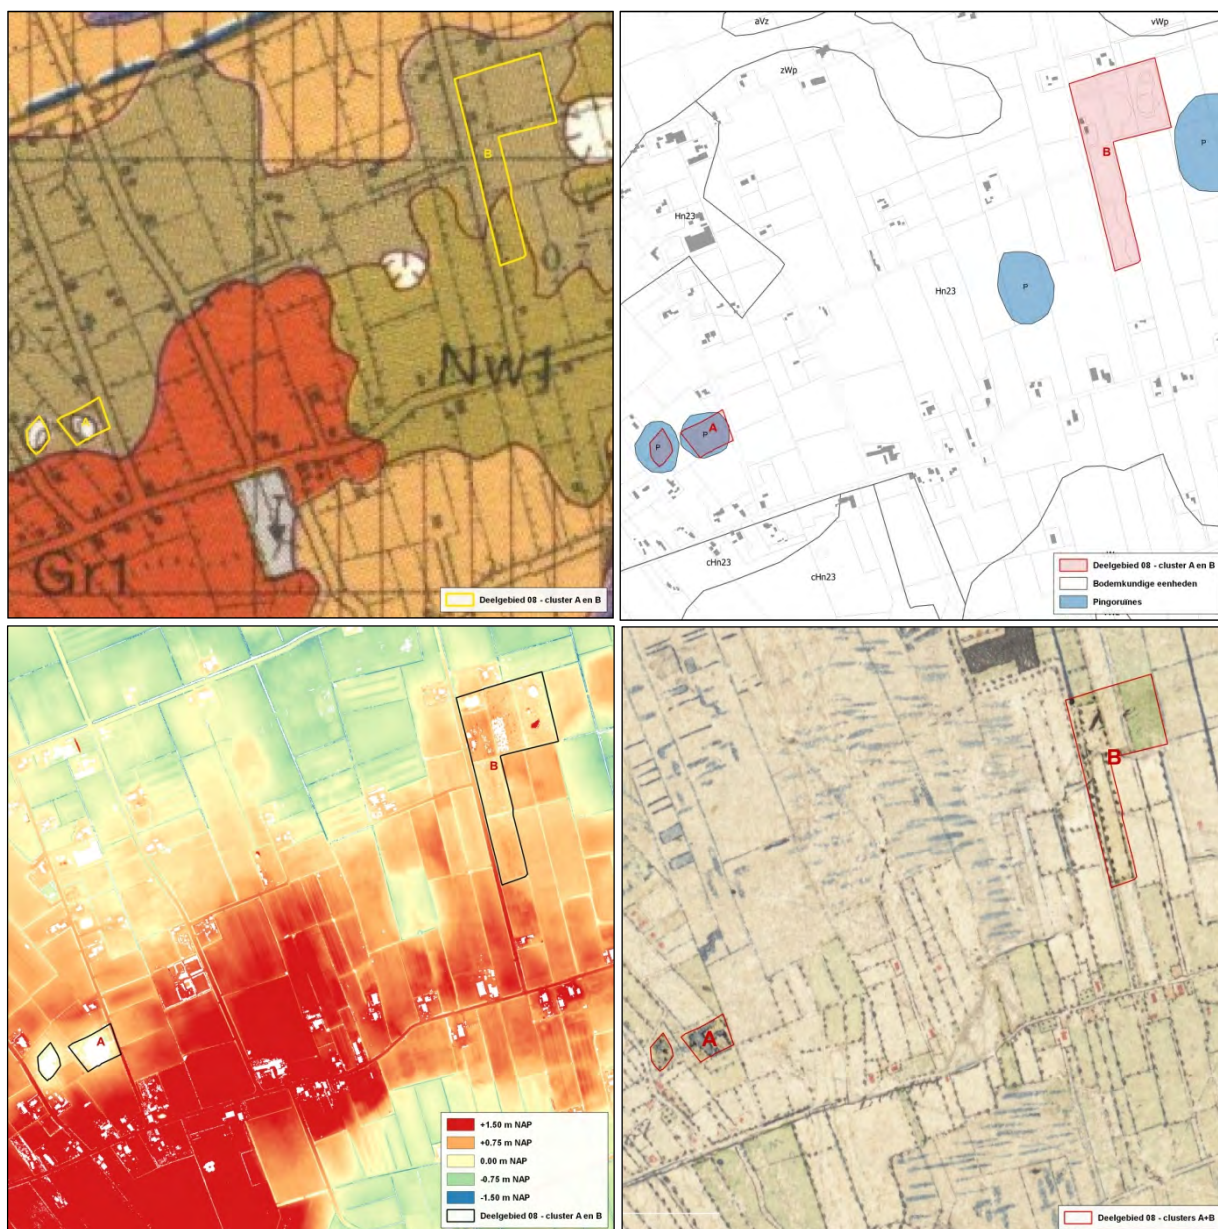 B
Nw1
Gr1
Deelgebied 08 - cluster A en B
aVz
vWp
zWp
P
B
Hn23
P
Hn23
A
P
P
cHn23
cHn23
Deelgebied 08 - cluster A en B
Bodemkundige eenheden
Pingoruïnes
B
A
+1.50 m NAP
+0.75 m NAP
0.00 m NAP
-0.75 m NAP
-1.50 m NAP
Deelgebied 08 - cluster A en B
B
A
Deelgebied 08 - clusters A+B